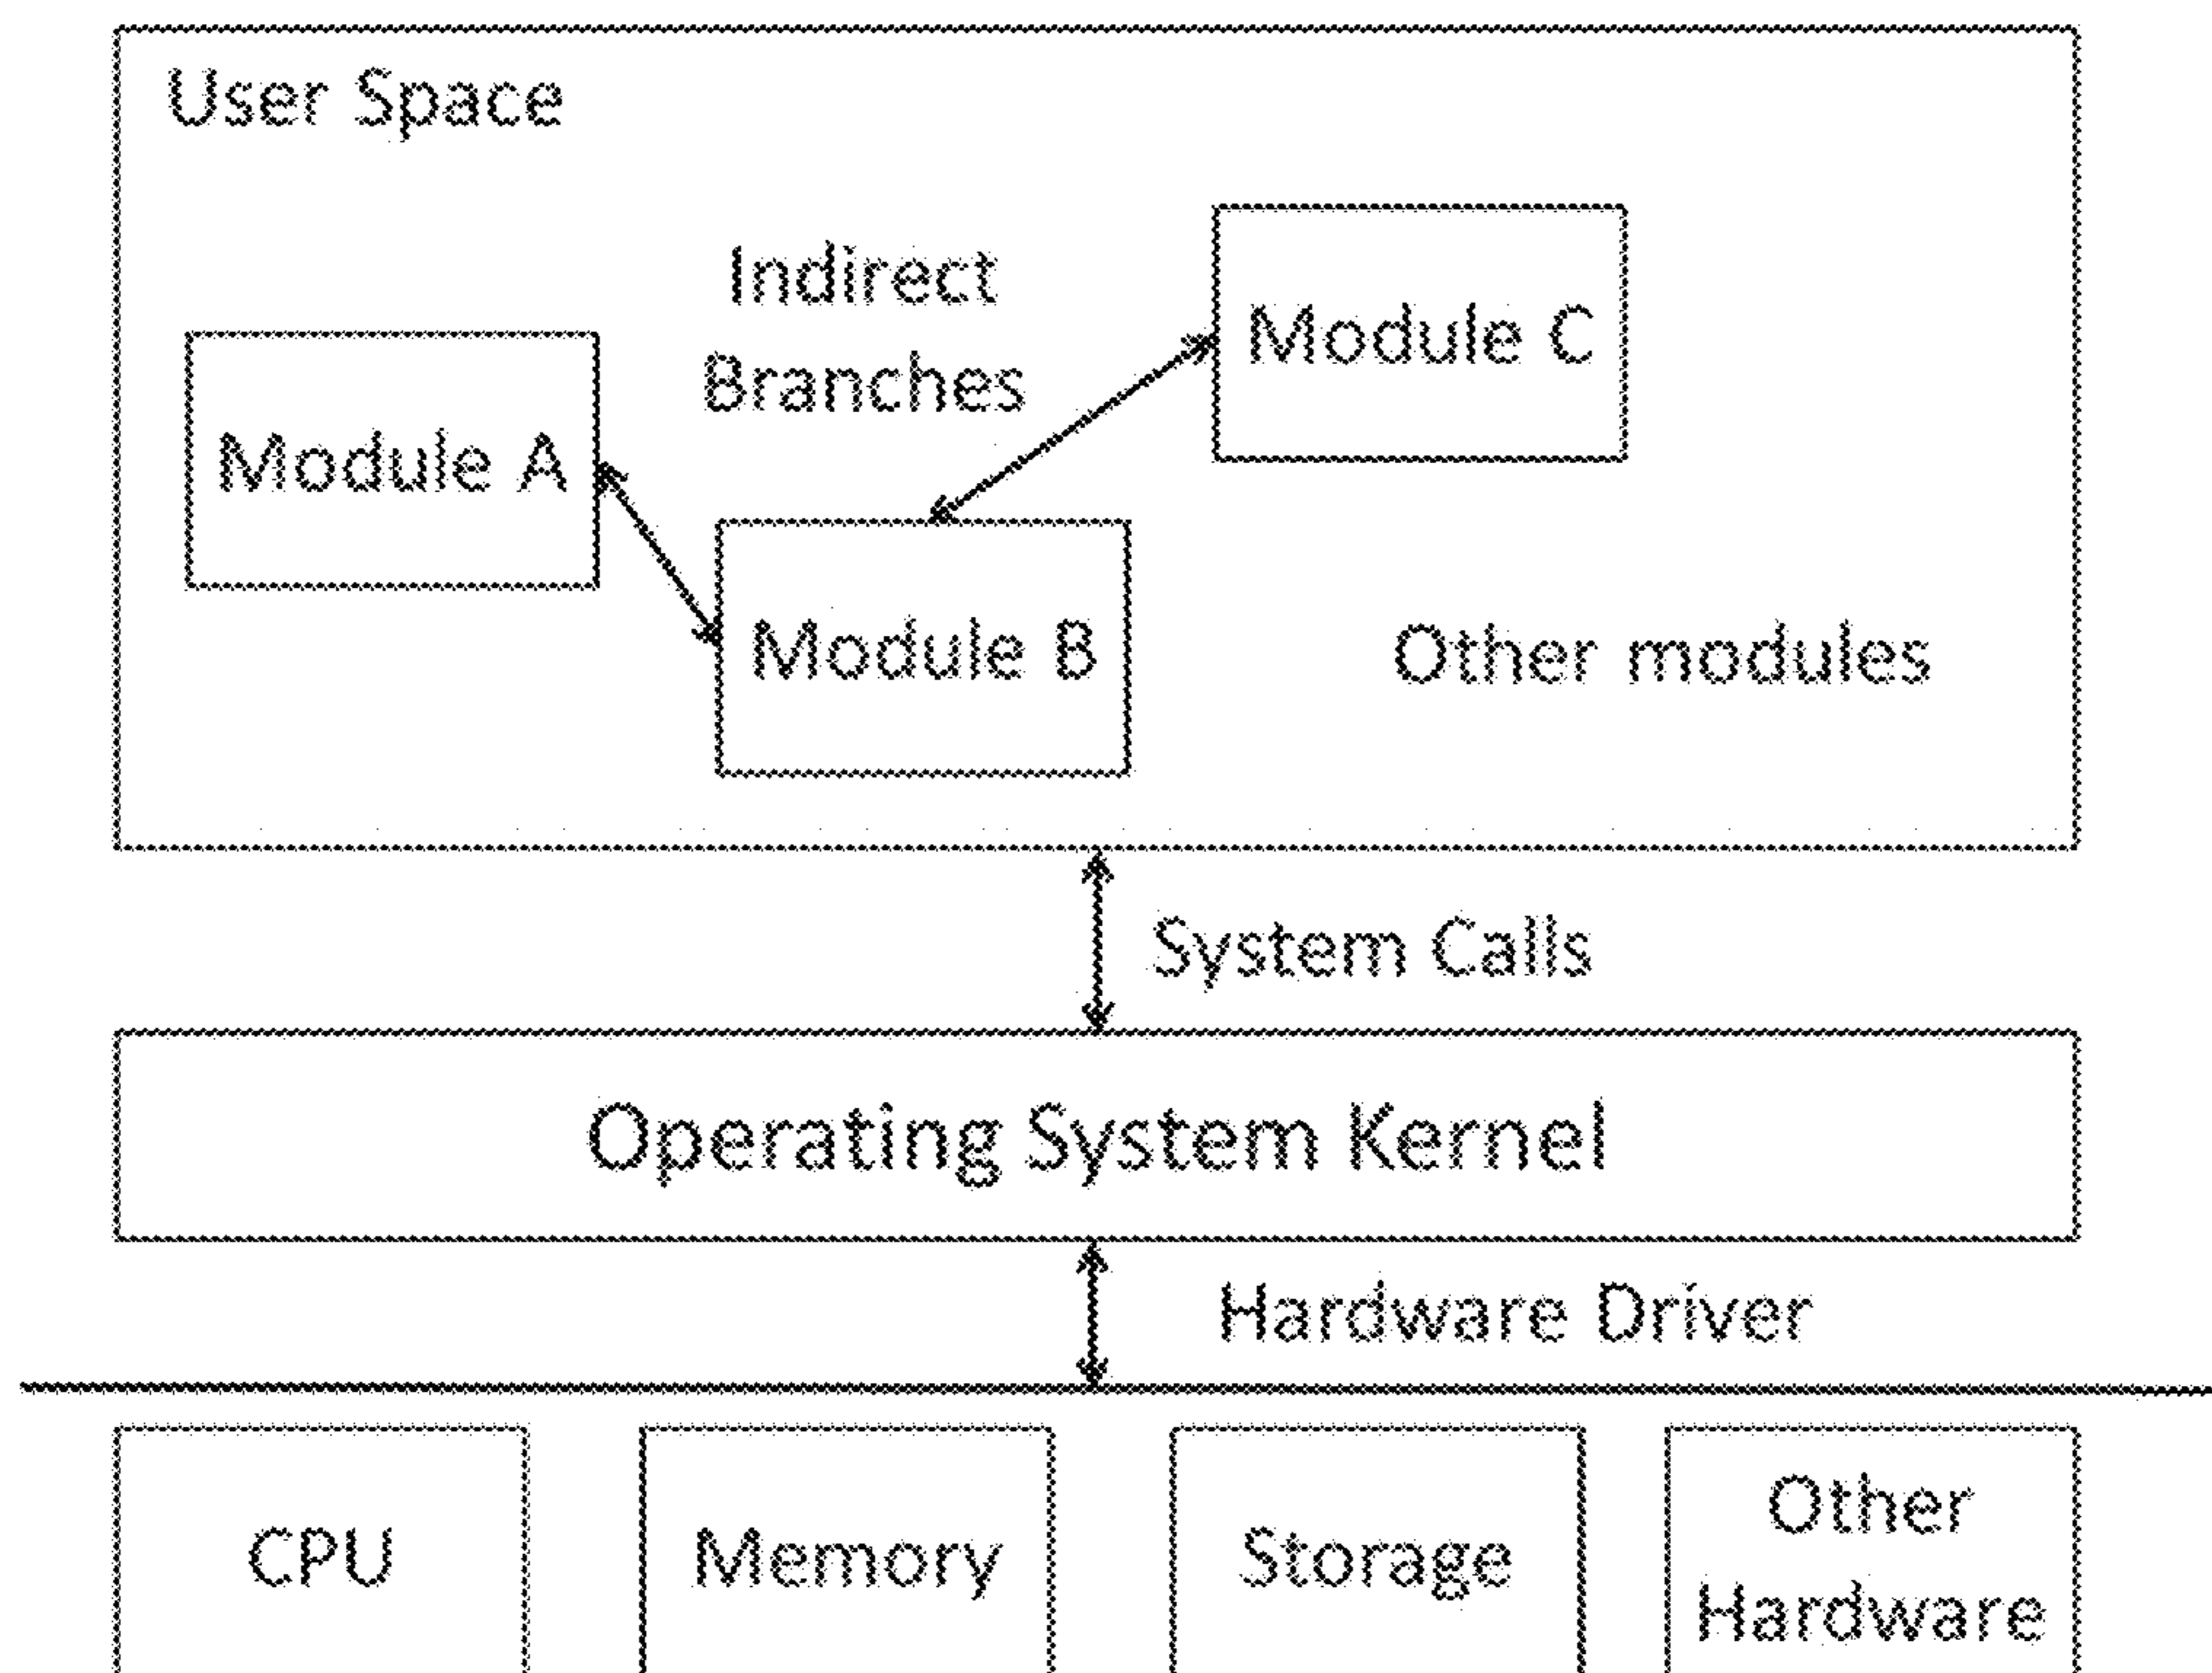 User Space
Indirect
Branches
Module C
Module A
Module B
Other modules
System Calls
Operating System Kernel
Hardware Driver
CPU
Memory
Storage
Other
Hardware